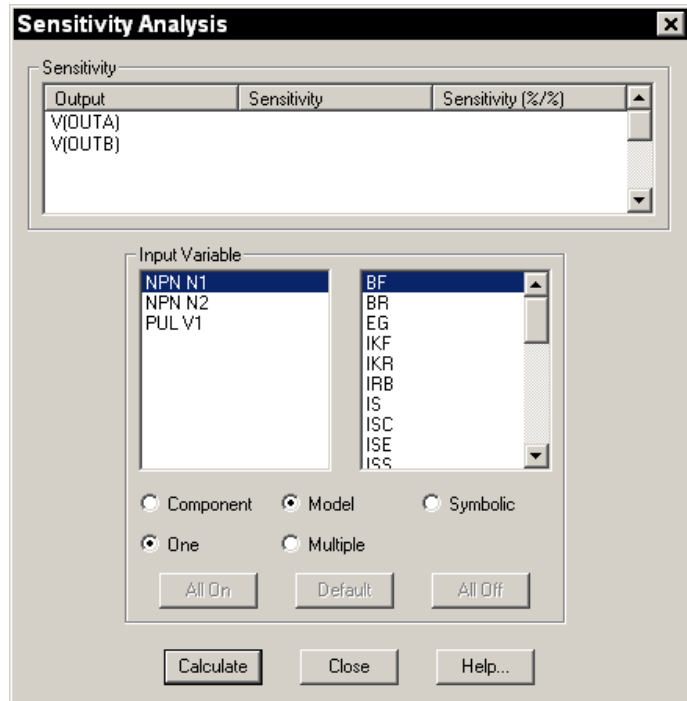 Sensitivity Analysis
Sensitivity
Output Sensitivity Sensitivity (%/%)
V(OUTA)
V(OUTB)
Input Variable
NPN N1
NPN N2
PUL V1
BF
BR
EG
IKF
IKR
IRB
IS
ISC
ISE
ISS
Component Model Symbolic
One Multiple
All On Default All Off
Calculate Close Help...